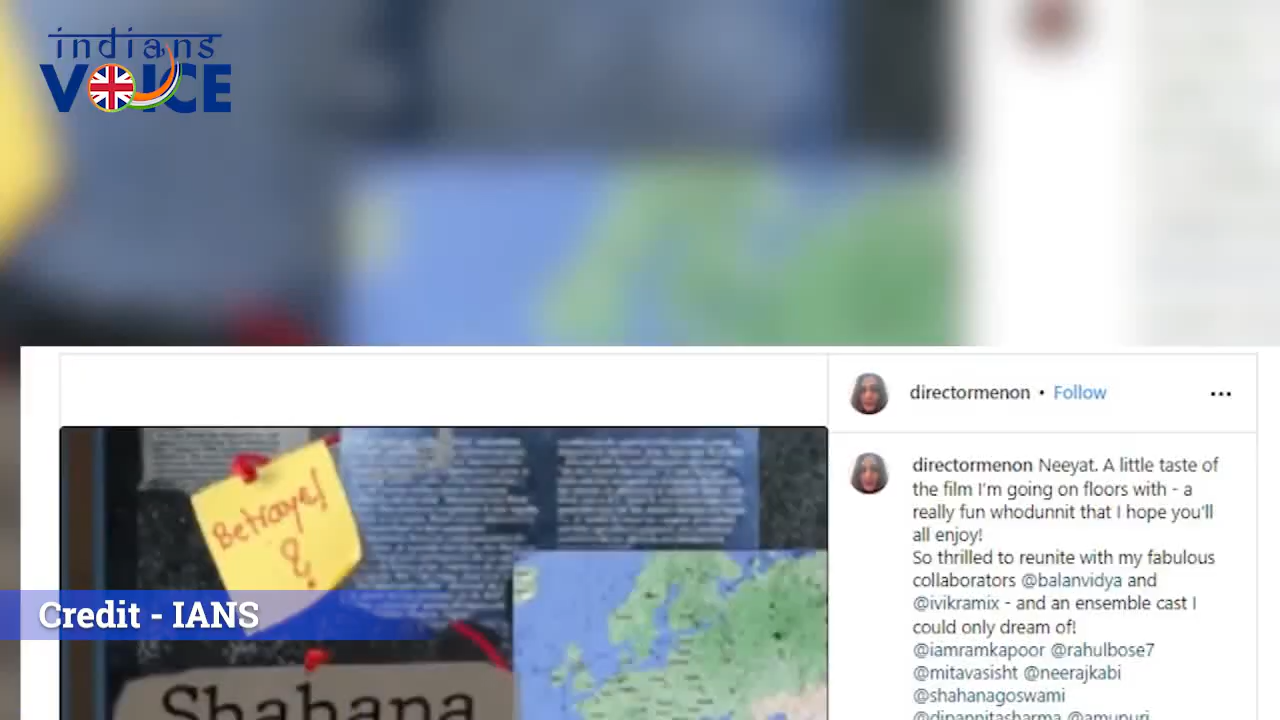 indians
VOICE
directormenon • Follow
directormenon Neeyat. A little taste of
the film I'm going on floors with - a
really fun whodunnit that I hope you'll
all enjoy!
So thrilled to reunite with my fabulous
collaborators @balanvidya and
@ivikramix - and an ensemble cast I
could only dream of!
@iamramkapoor @rahulbose7
@mitavasisht @neerajkabi
@shahanagoswami
@dipannitasharma @amupuri
Betrayal
?
Credit - IANS
Shahana